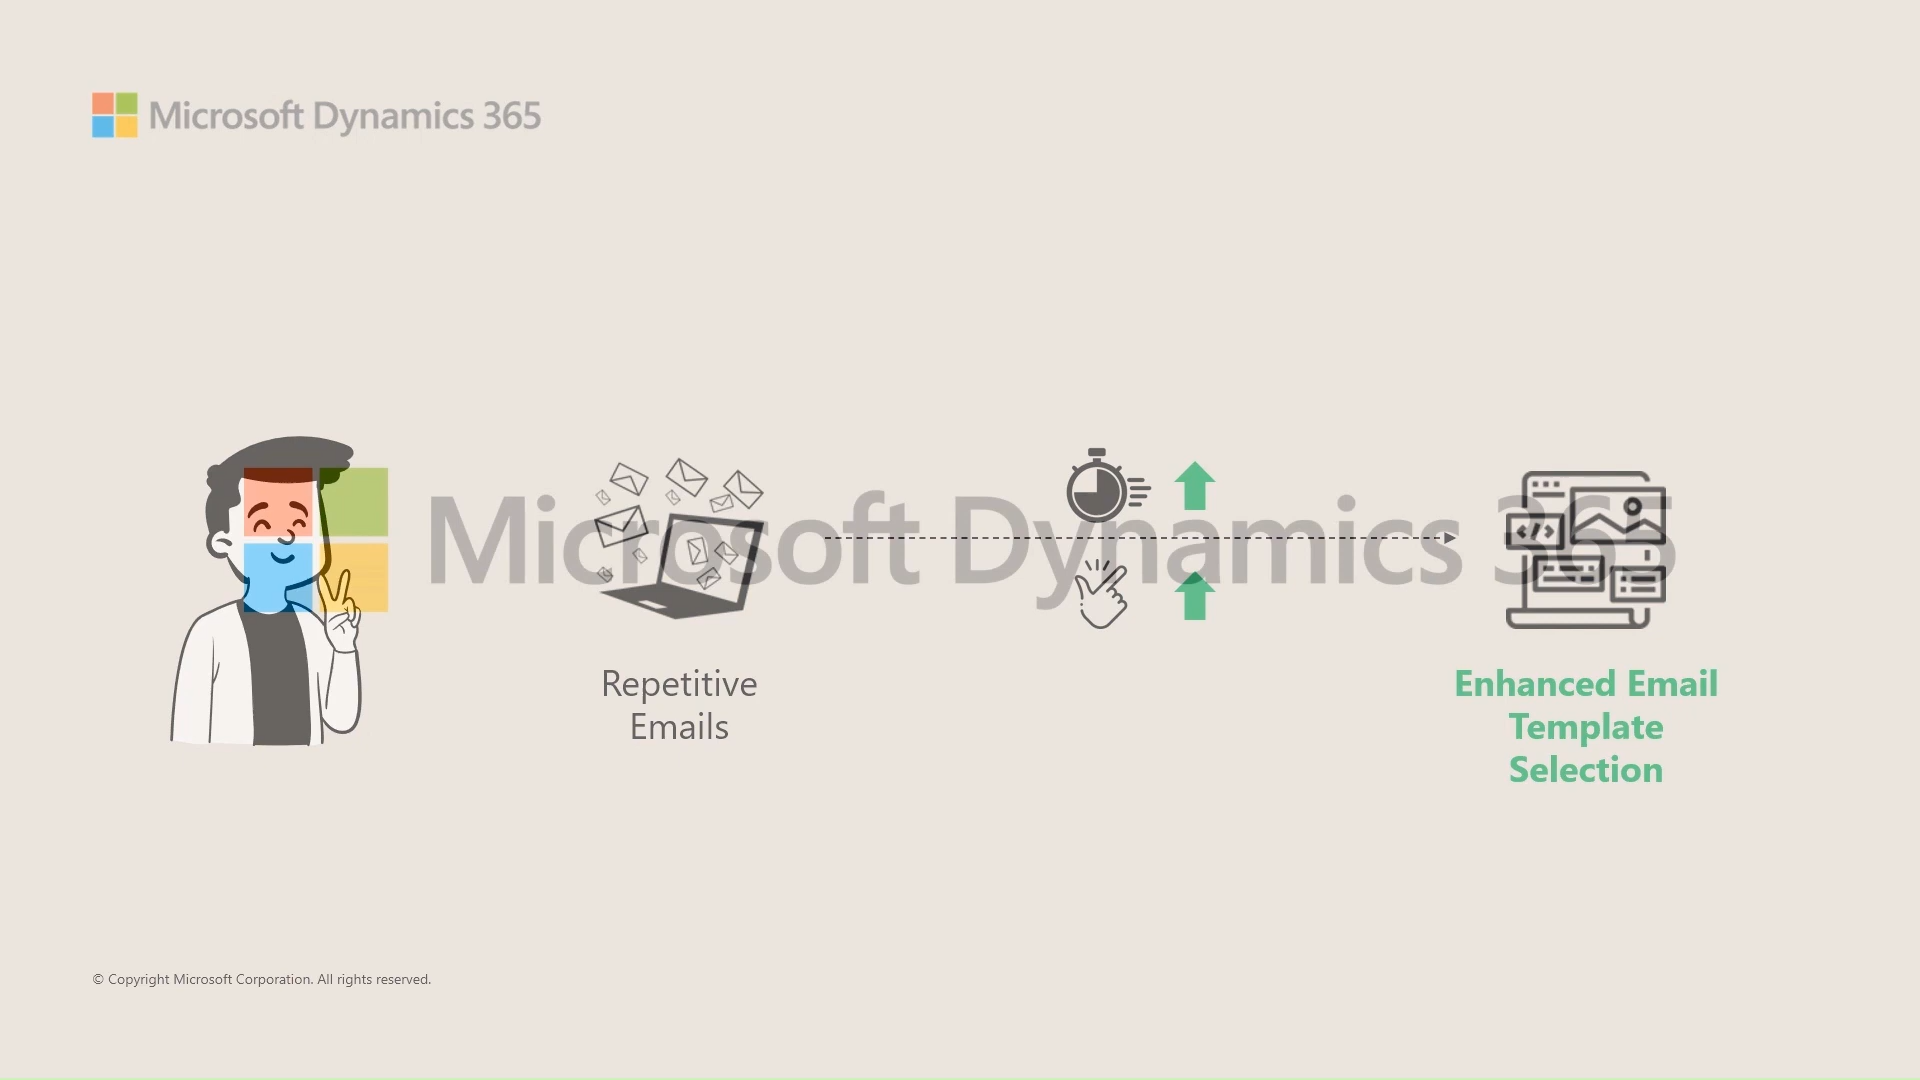 Microsoft Dynamics 365
Microsoft Dynamics 365
Repetitive
Emails
Enhanced Email
Template
Selection
© Copyright Microsoft Corporation. All rights reserved.